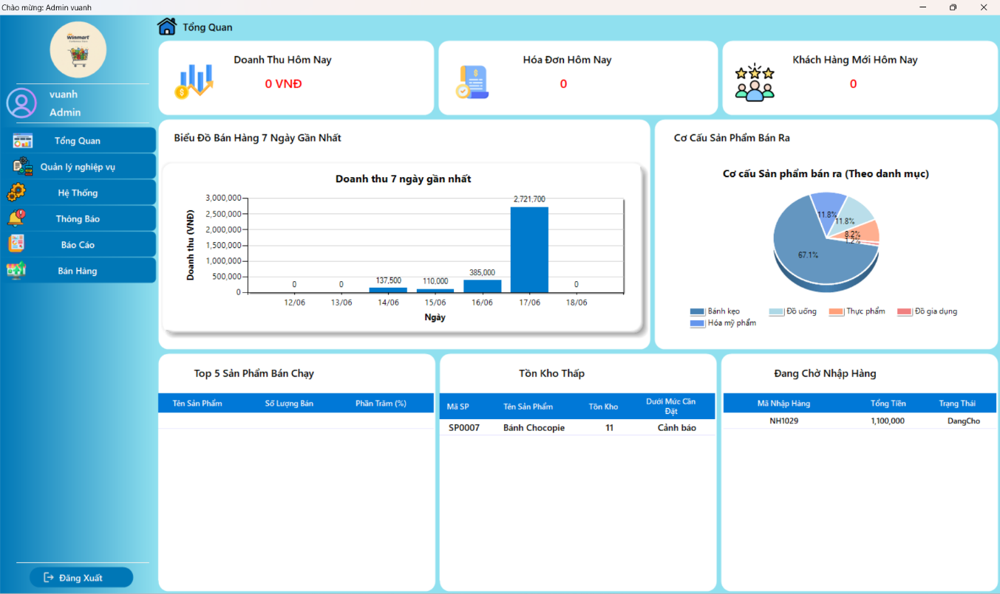 Chào mừng: Admin vuanh
Winmart
vuanh
Admin
Tổng Quan
Quản lý nghiệp vụ
Hệ Thống
Thông Báo
Báo Cáo
Bán Hàng
Đăng Xuất
Tổng Quan
Doanh Thu Hôm Nay
0 VNĐ
Hóa Đơn Hôm Nay
0
Khách Hàng Mới Hôm Nay
0
Biểu Đồ Bán Hàng 7 Ngày Gần Nhất
Doanh thu 7 ngày gần nhất
Doanh thu (VNĐ)
3,000,000
2,500,000
2,000,000
1,500,000
1,000,000
500,000
0
0 0 137,500 110,000 385,000 2,721,700 0
12/06 13/06 14/06 15/06 16/06 17/06 18/06
Ngày
Cơ Cấu Sản Phẩm Bán Ra
Cơ cấu Sản phẩm bán ra (Theo danh mục)
11.8%
11.8%
8.2%
1.2%
67.1%
Bánh kẹo Đồ uống Thực phẩm Đồ gia dụng
Hóa mỹ phẩm
Top 5 Sản Phẩm Bán Chạy
Tên Sản Phẩm Số Lượng Bán Phần Trăm (%)
Tồn Kho Thấp
Mã SP Tên Sản Phẩm Tồn Kho Dưới Mức Cần
Đặt
SP0007 Bánh Chocopie 11 Cảnh báo
Đang Chờ Nhập Hàng
Mã Nhập Hàng Tổng Tiền Trạng Thái
NH1029 1,100,000 DangCho